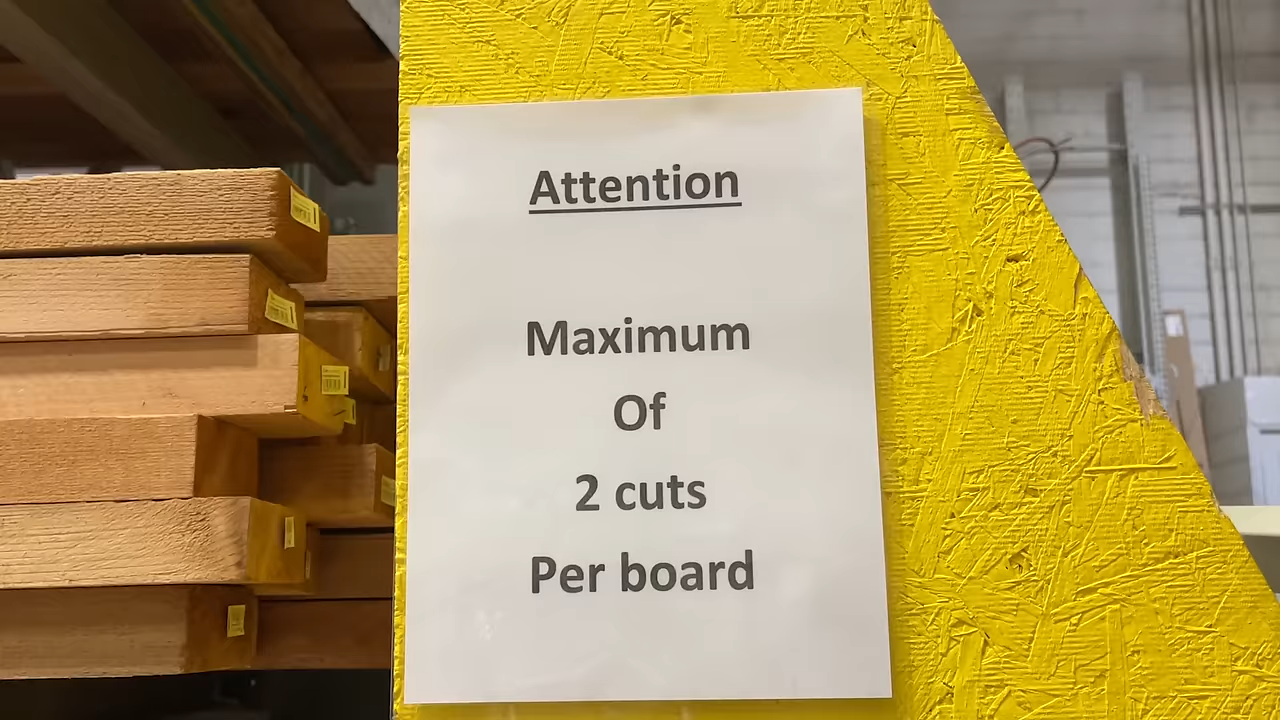 Attention
Maximum
Of
2 cuts
Per board